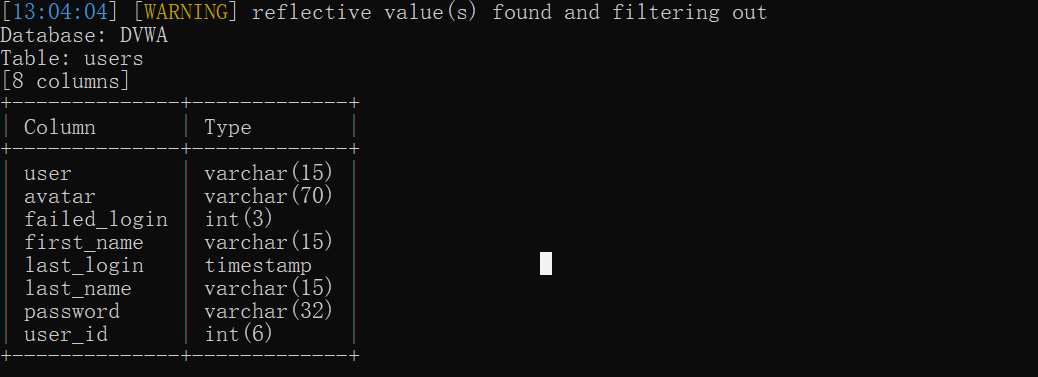 [13:04:04] [WARNING] reflective value(s) found and filtering out
Database: DVWA
Table: users
[8 columns]
+--------------+-------------+
| Column       | Type        |
+--------------+-------------+
| user         | varchar(15) |
| avatar       | varchar(70) |
| failed_login | int(3)      |
| first_name   | varchar(15) |
| last_login   | timestamp   |
| last_name    | varchar(15) |
| password     | varchar(32) |
| user_id      | int(6)      |
+--------------+-------------+